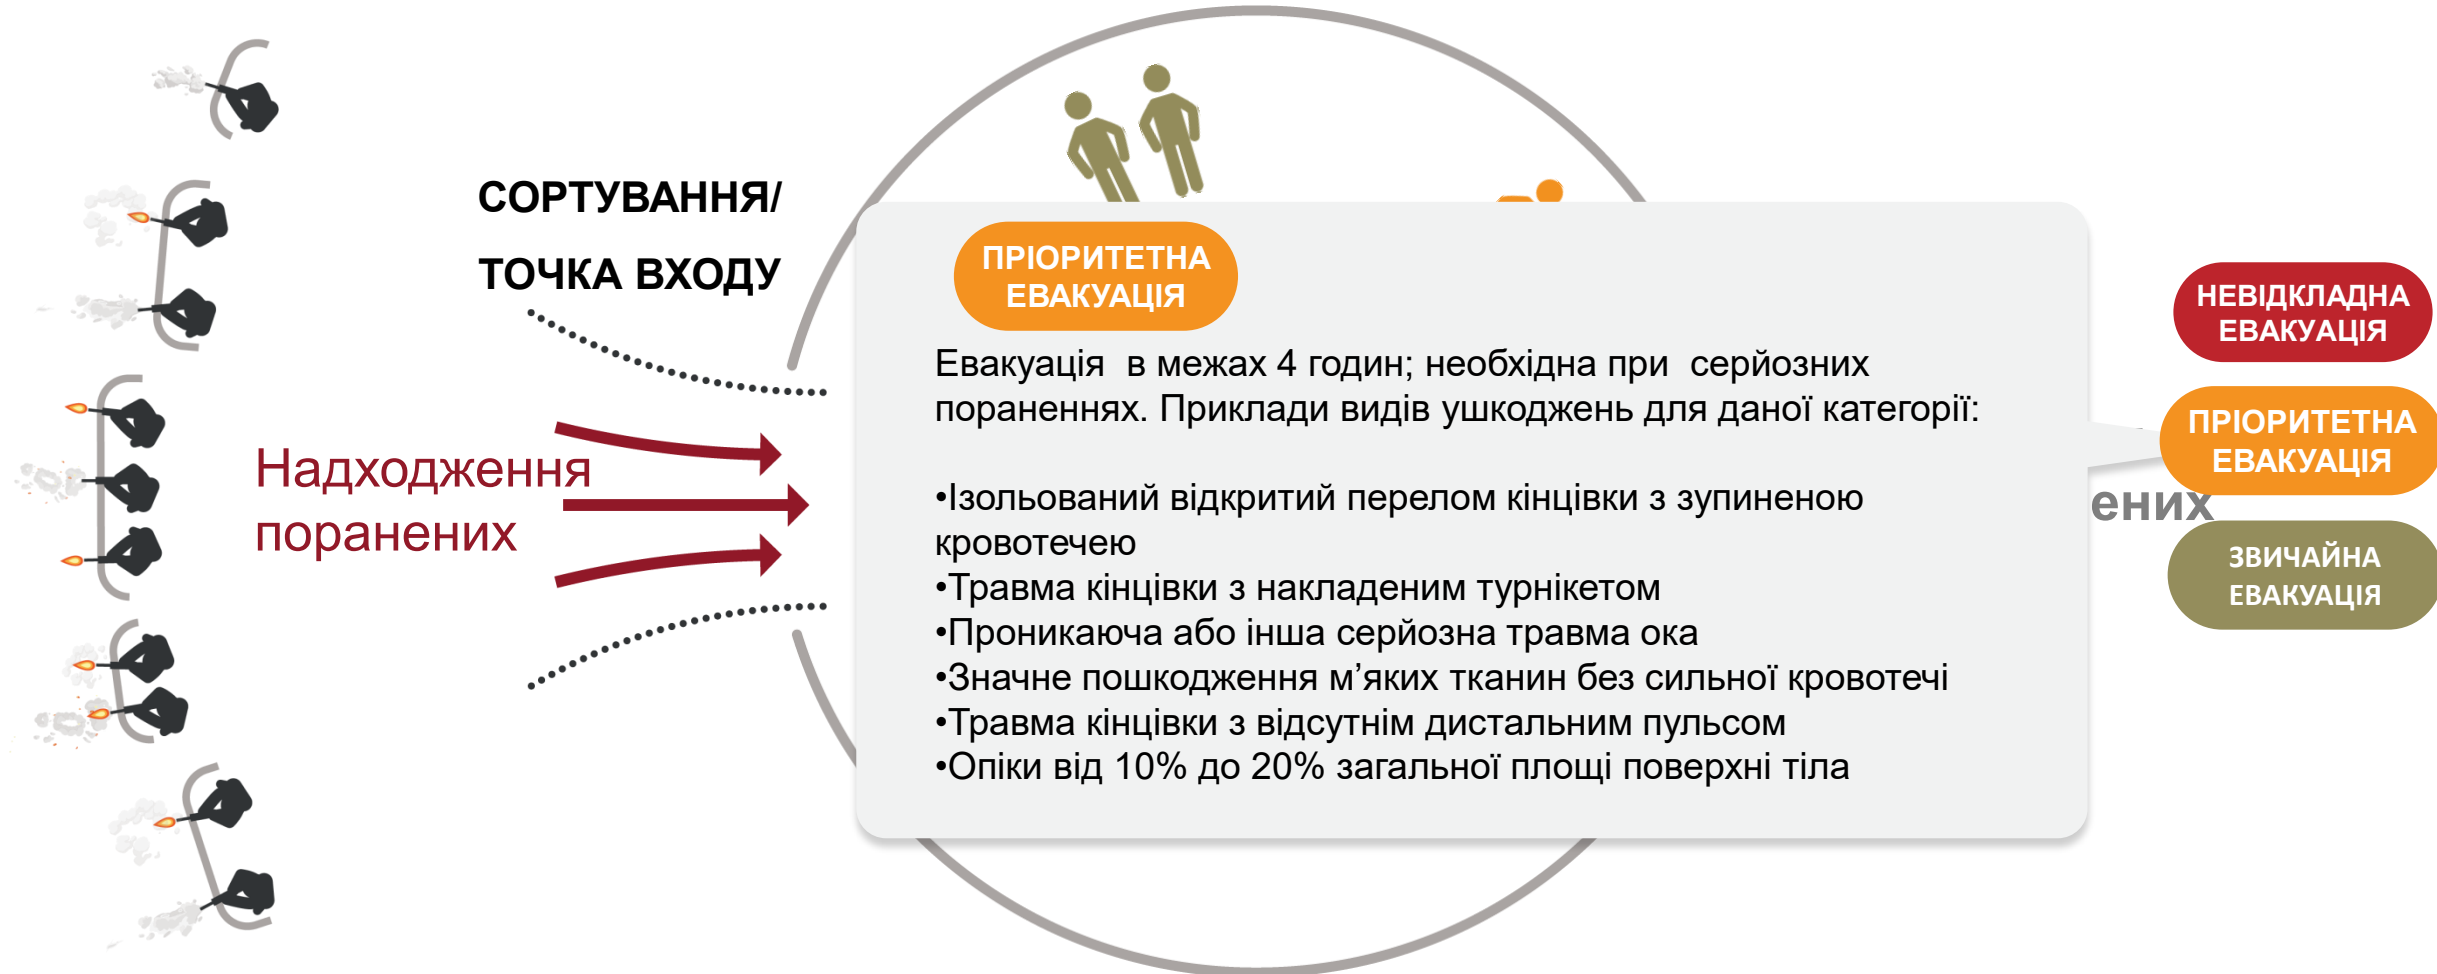 СОРТУВАННЯ/
ТОЧКА ВХОДУ
Надходження
поранених
ПРІОРИТЕТНА
ЕВАКУАЦІЯ
Евакуація  в межах 4 годин; необхідна при  серйозних
пораненнях. Приклади видів ушкоджень для даної категорії:
•Ізольований відкритий перелом кінцівки з зупиненою
кровотечею
•Травма кінцівки з накладеним турнікетом
•Проникаюча або інша серйозна травма ока
•Значне пошкодження м’яких тканин без сильної кровотечі
•Травма кінцівки з відсутнім дистальним пульсом
•Опіки від 10% до 20% загальної площі поверхні тіла
НЕВІДКЛАДНА
ЕВАКУАЦІЯ
ПРІОРИТЕТНА
ЕВАКУАЦІЯ
ених
ЗВИЧАЙНА
ЕВАКУАЦІЯ